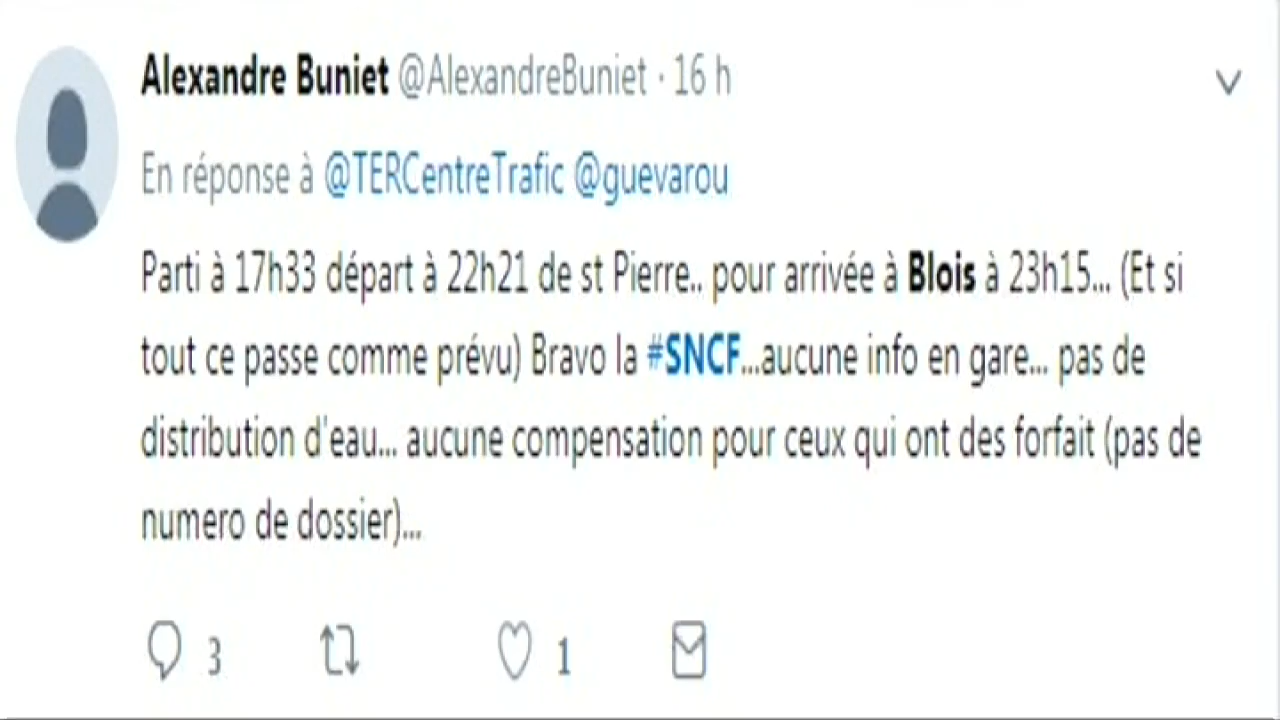 Alexandre Buniet @AlexandreBuniet · 16 h
En réponse à @TERCentreTrafic @guevarou
Parti à 17h33 départ à 22h21 de st Pierre.. pour arrivée à Blois à 23h15... (Et si
tout ce passe comme prévu) Bravo la #SNCF...aucune info en gare... pas de
distribution d'eau... aucune compensation pour ceux qui ont des forfait (pas de
numero de dossier)...
3 1